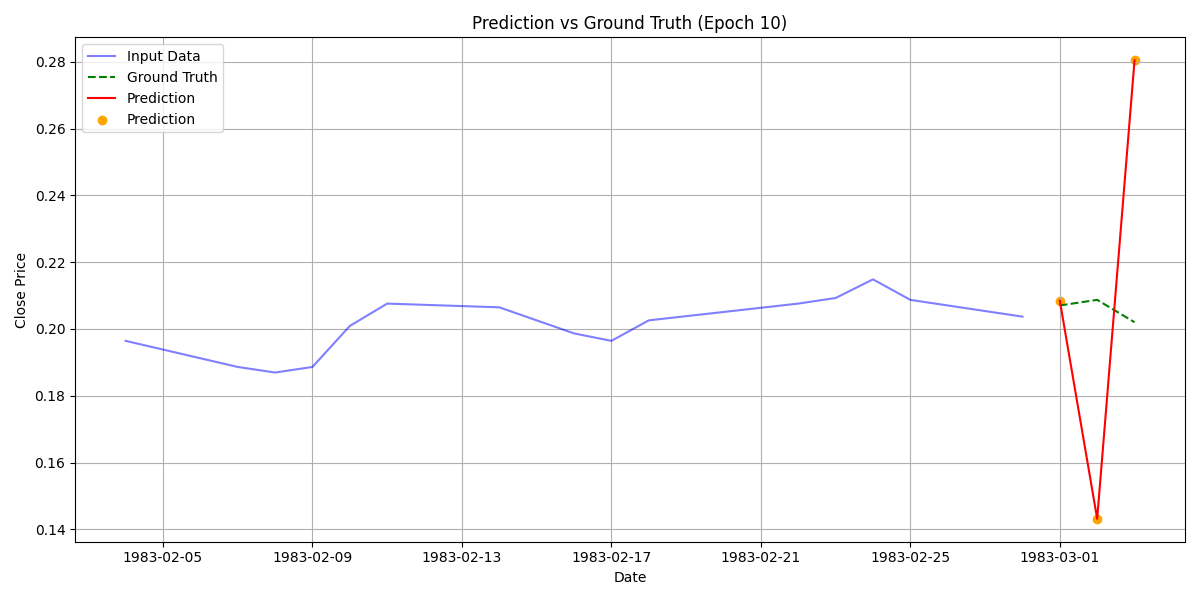 Prediction vs Ground Truth (Epoch 10)
Input Data
Ground Truth
Prediction
Prediction
Close Price
0.28
0.26
0.24
0.22
0.20
0.18
0.16
0.14
1983-02-05
1983-02-09
1983-02-13
1983-02-17
1983-02-21
1983-02-25
1983-03-01
Date